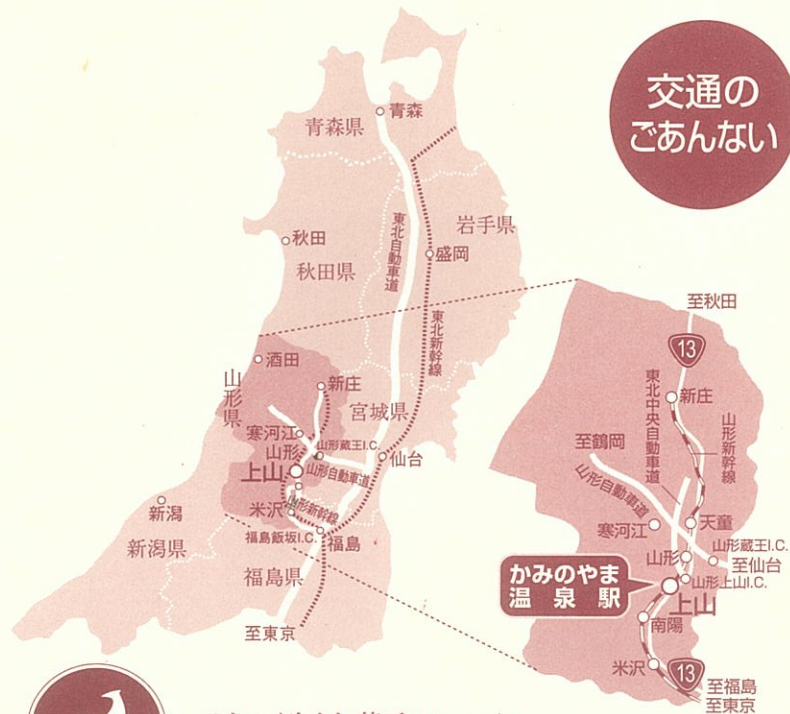 交通の
ごあんない
青森
青森県
岩手県
秋田
秋田県
盛岡
東北自動車道
東北新幹線
酒田
新庄
山形県
宮城県
寒河江
山形
山形蔵王I.C.
上山
山形自動車道
仙台
米沢
山形新幹線
福島飯坂I.C.
福島
新潟
新潟県
福島県
至東京
至秋田
13
新庄
東北中央自動車道
山形新幹線
至鶴岡
山形自動車道
寒河江
天童
山形蔵王I.C.
山形
至仙台
山形上山I.C.
かみのやま
温泉駅
上山
南陽
米沢
13
至福島
至東京